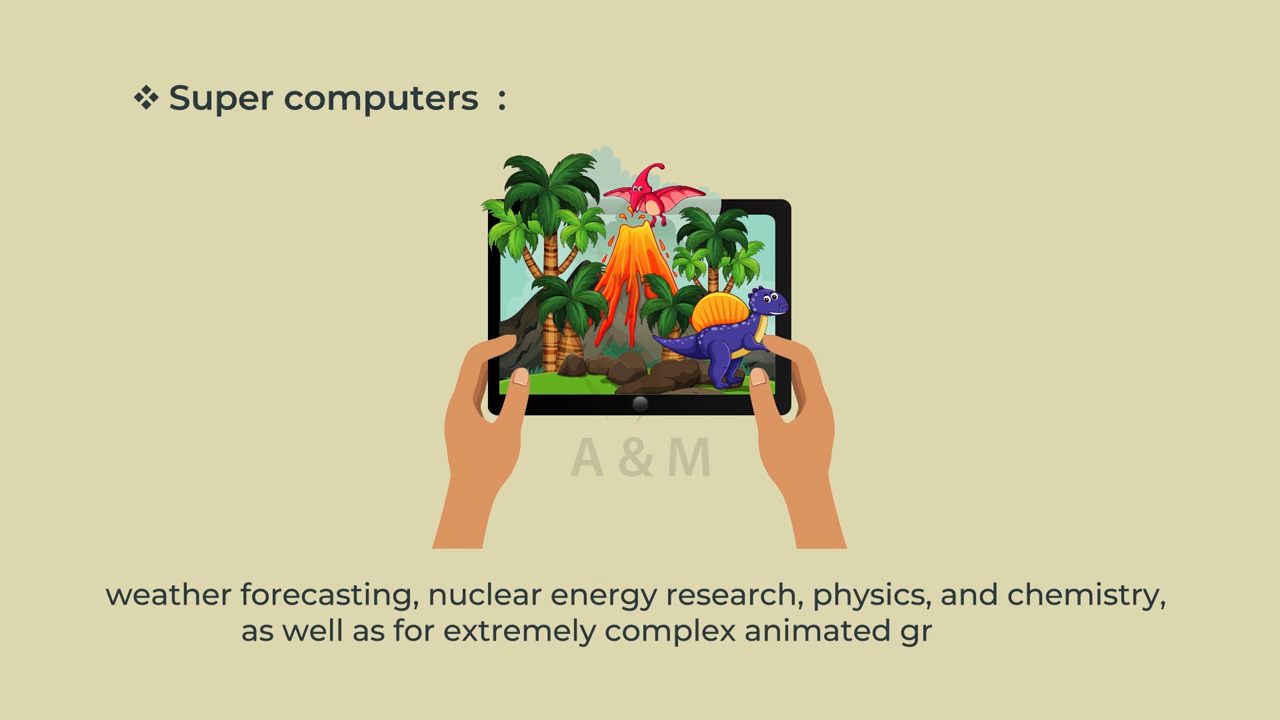 ❖ Super computers :
A & M
weather forecasting, nuclear energy research, physics, and chemistry,
as well as for extremely complex animated gr